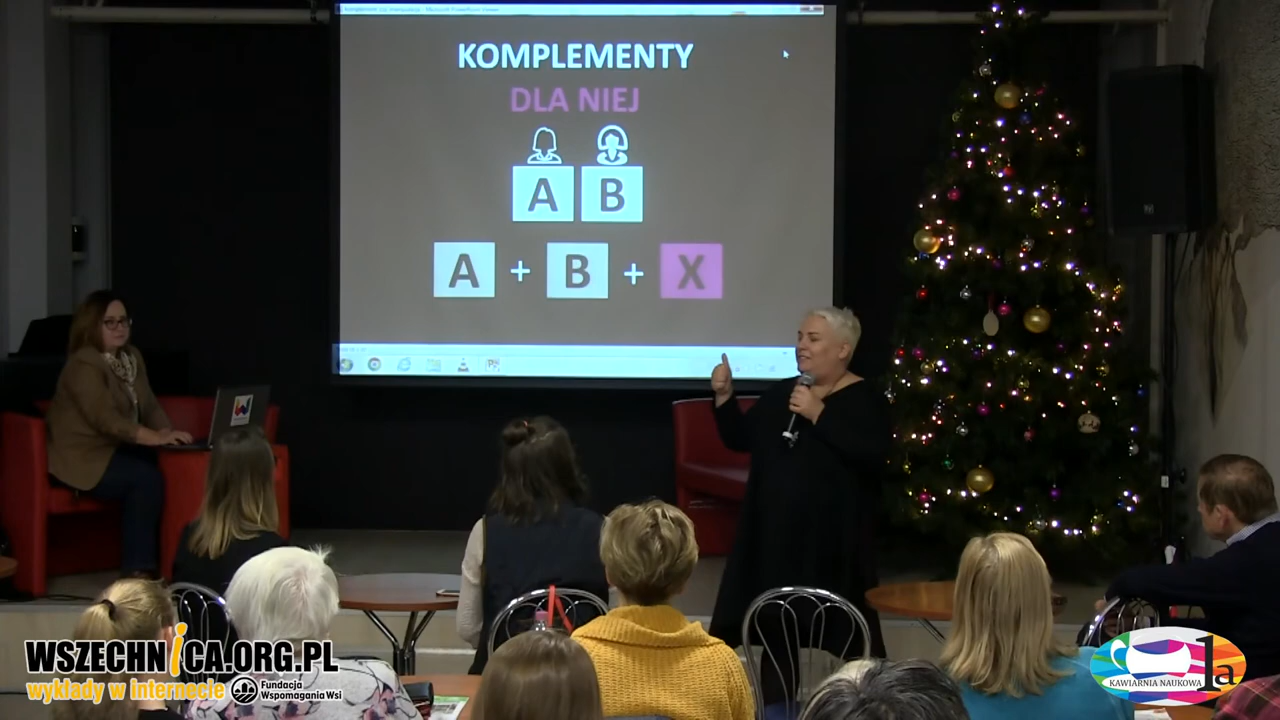 KOMPLEMENTY
DLA NIEJ
A B
A + B + X
WSZECHNICA.ORG.PL
wykłady w internecie
Fundacja
Wspomagania Wsi
KAWIARNIA NAUKOWA 1a